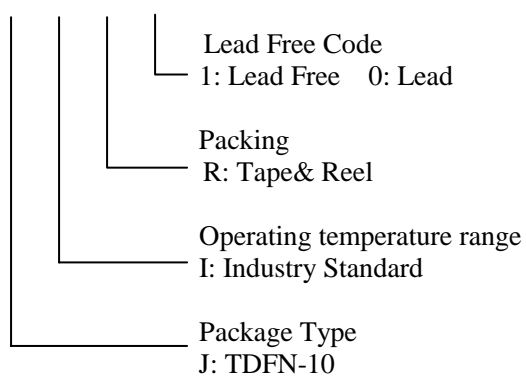 Lead Free Code
1: Lead Free 0: Lead
Packing
R: Tape& Reel
Operating temperature range
I: Industry Standard
Package Type
J: TDFN-10